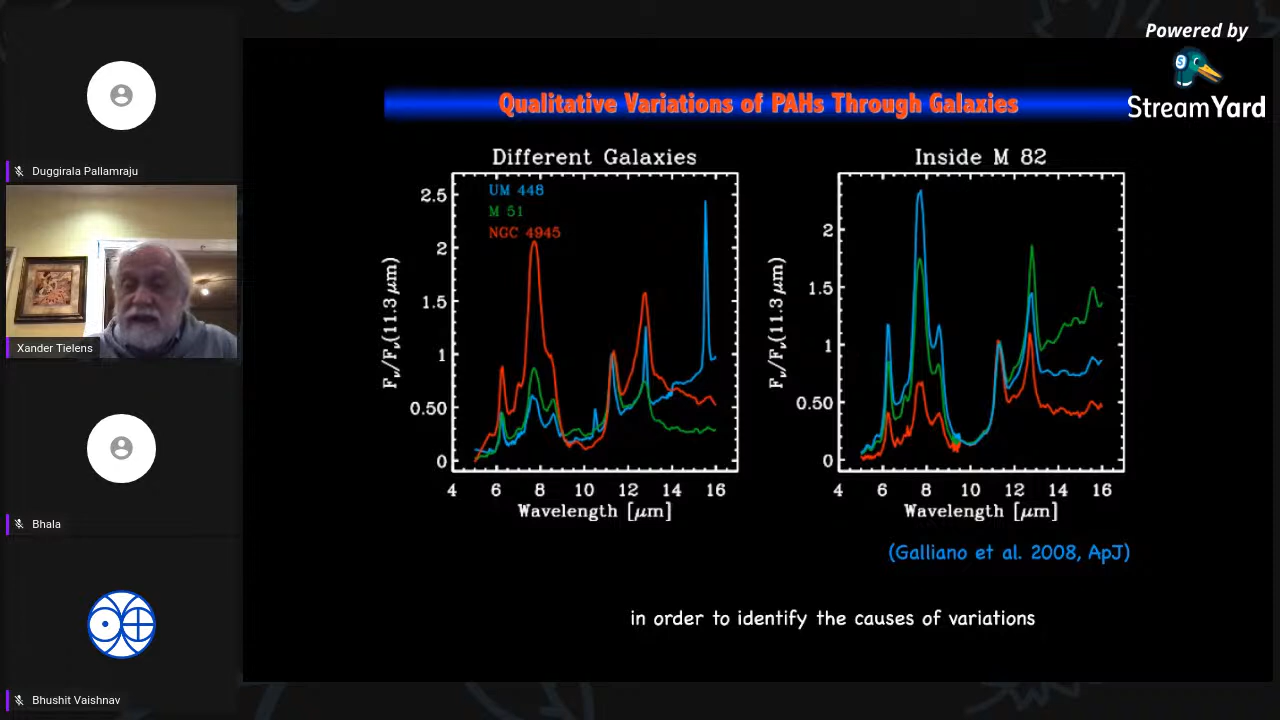 Powered by
StreamYard
Duggirala Pallamraju
Xander Tielens
Bhala
Bhushit Vaishnav
Qualitative Variations of PAHs Through Galaxies
Different Galaxies
UM 448
M 51
NGC 4945
2.5
2
1.5
1
0.50
0
Fν/Fν(11.3 μm)
4 6 8 10 12 14 16
Wavelength [μm]
Inside M 82
2
1.5
1
0.50
0
Fν/Fν(11.3 μm)
4 6 8 10 12 14 16
Wavelength [μm]
(Galliano et al. 2008, ApJ)
in order to identify the causes of variations